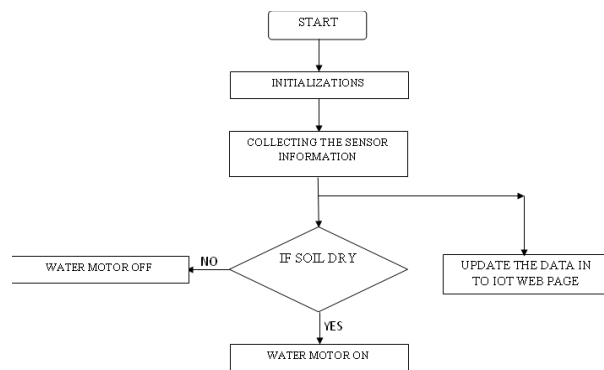 START
INITIALIZATIONS
COLLECTING THE SENSOR
INFORMATION
IF SOIL DRY
NO
WATER MOTOR OFF
UPDATE THE DATA IN
TO IOT WEB PAGE
YES
WATER MOTOR ON